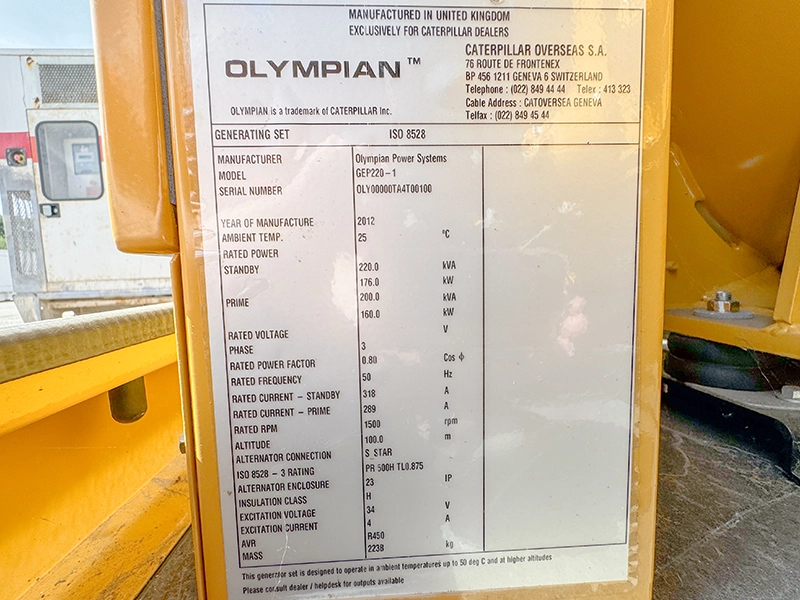 MANUFACTURED IN UNITED KINGDOM
EXCLUSIVELY FOR CATERPILLAR DEALERS
OLYMPIAN™
CATERPILLAR OVERSEAS S.A.
76 ROUTE DE FRONTENEX
BP 456 1211 GENEVA 6 SWITZERLAND
Telephone : (022) 849 44 44 Telex : 413 323
Cable Address : CATOVERSEA GENEVA
Telfax : (022) 849 45 44
OLYMPIAN is a trademark of CATERPILLAR Inc.
GENERATING SET ISO 8528
MANUFACTURER Olympian Power Systems
MODEL GEP220-1
SERIAL NUMBER OLY00000TA4T00100
YEAR OF MANUFACTURE 2012
AMBIENT TEMP. 25 °C
RATED POWER
STANDBY 220.0 kVA
176.0 kW
PRIME 200.0 kVA
160.0 kW
RATED VOLTAGE V
PHASE 3
RATED POWER FACTOR 0.80 Cos ϕ
RATED FREQUENCY 50 Hz
RATED CURRENT - STANDBY 318 A
RATED CURRENT - PRIME 289 A
RATED RPM 1500 rpm
ALTITUDE 100.0 m
ALTERNATOR CONNECTION S STAR
ISO 8528 - 3 RATING PR 500H TL0.875
ALTERNATOR ENCLOSURE 23 IP
INSULATION CLASS H
EXCITATION VOLTAGE 34 V
EXCITATION CURRENT 4 A
AVR R450
MASS 2238 kg
This generator set is designed to operate in ambient temperatures up to 50 deg C and at higher altitudes
Please consult dealer / helpdesk for outputs available